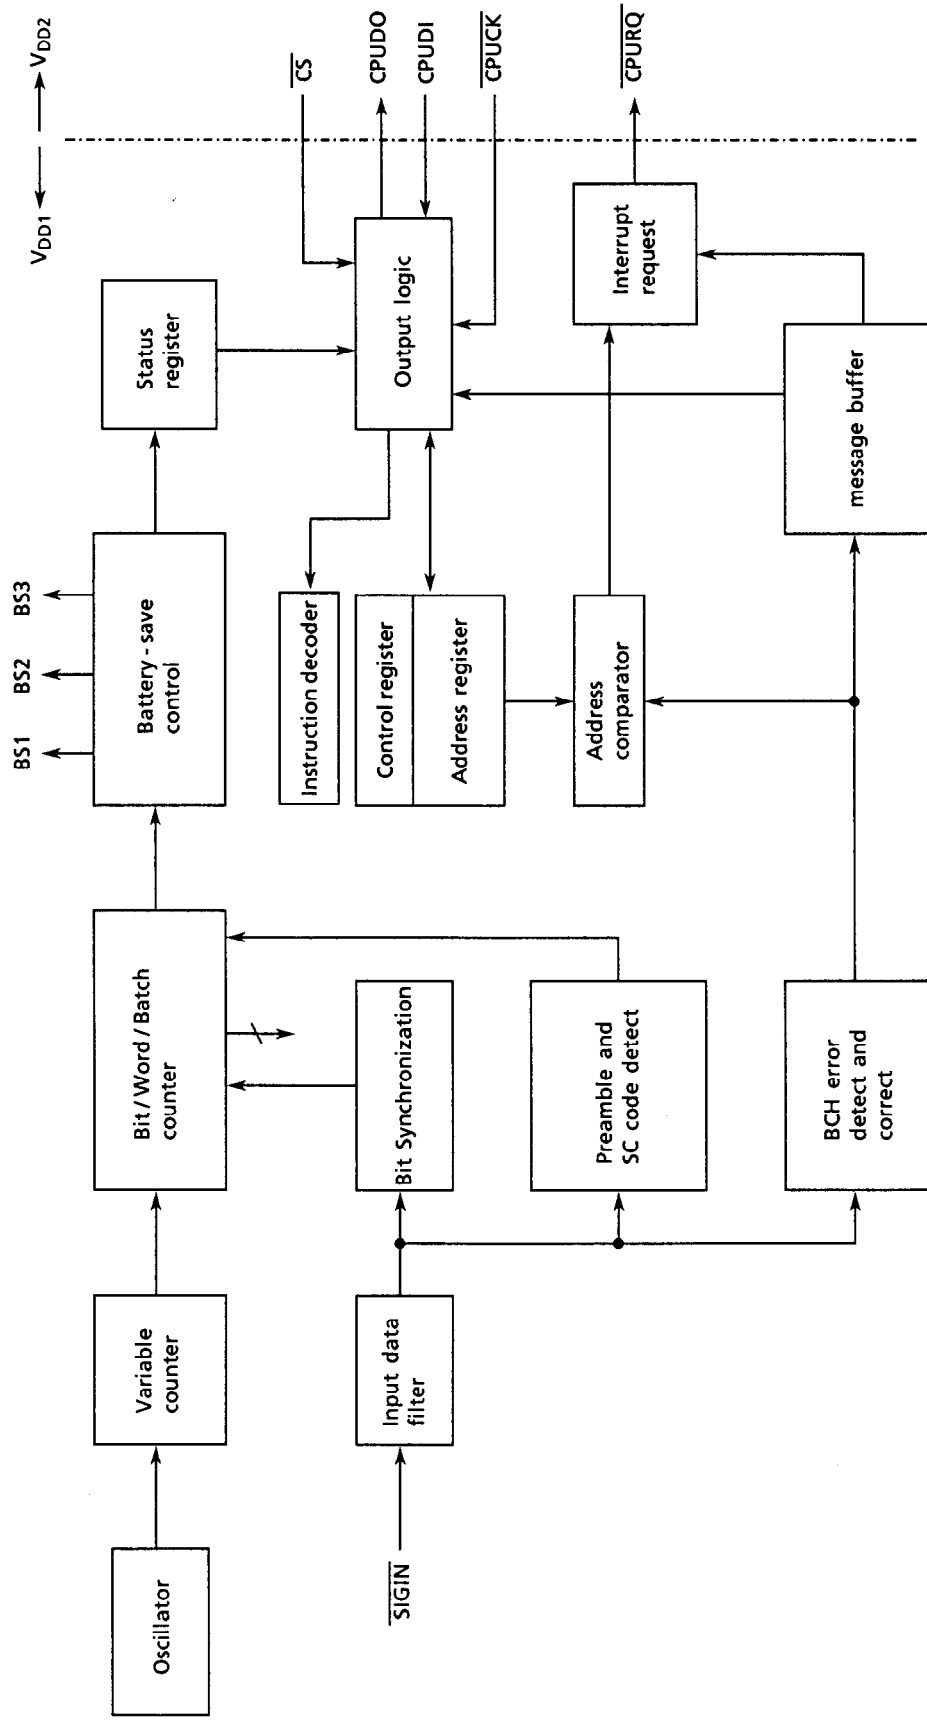 VDD1
VDD2
BS1
BS2
BS3
Oscillator
Variable
counter
Bit / Word / Batch
counter
Battery - save
control
Status
register
CS
CPUDO
CPUDI
CPUCK
CPURQ
Instruction decoder
Control register
Address register
Output logic
SIGIN
Input data
filter
Bit Synchronization
Preamble and
SC code detect
Address
comparator
Interrupt
request
BCH error
detect and
correct
message buffer